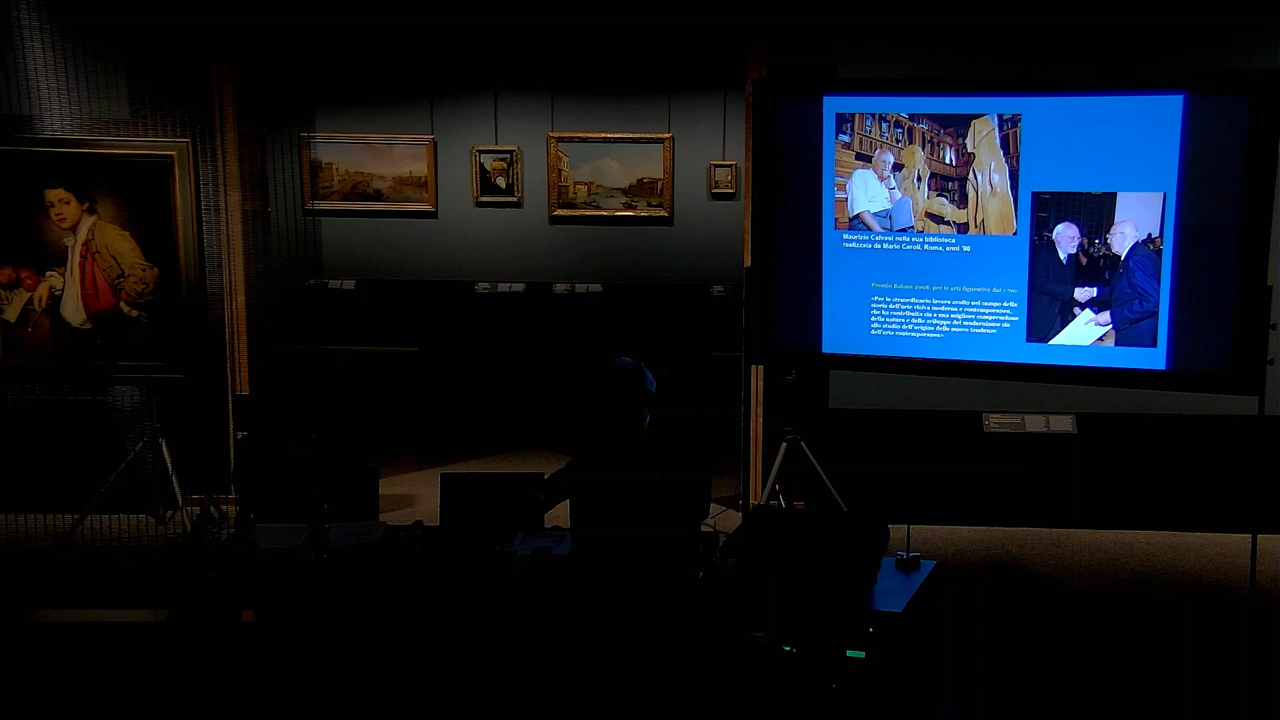 Maurizio Calvesi nella sua biblioteca
realizzata da Mario Ceroli, Roma, anni '90
Premio Balzan 2008, per le arti figurative dal
«Per lo straordinario lavoro svolto nel campo della
storia dell'arte visiva moderna e contemporanea,
che ha contribuito sia a una migliore comprensione
della natura e dello sviluppo del modernismo sia
allo studio dell'origine delle nuove tendenze
dell'arte contemporanea».